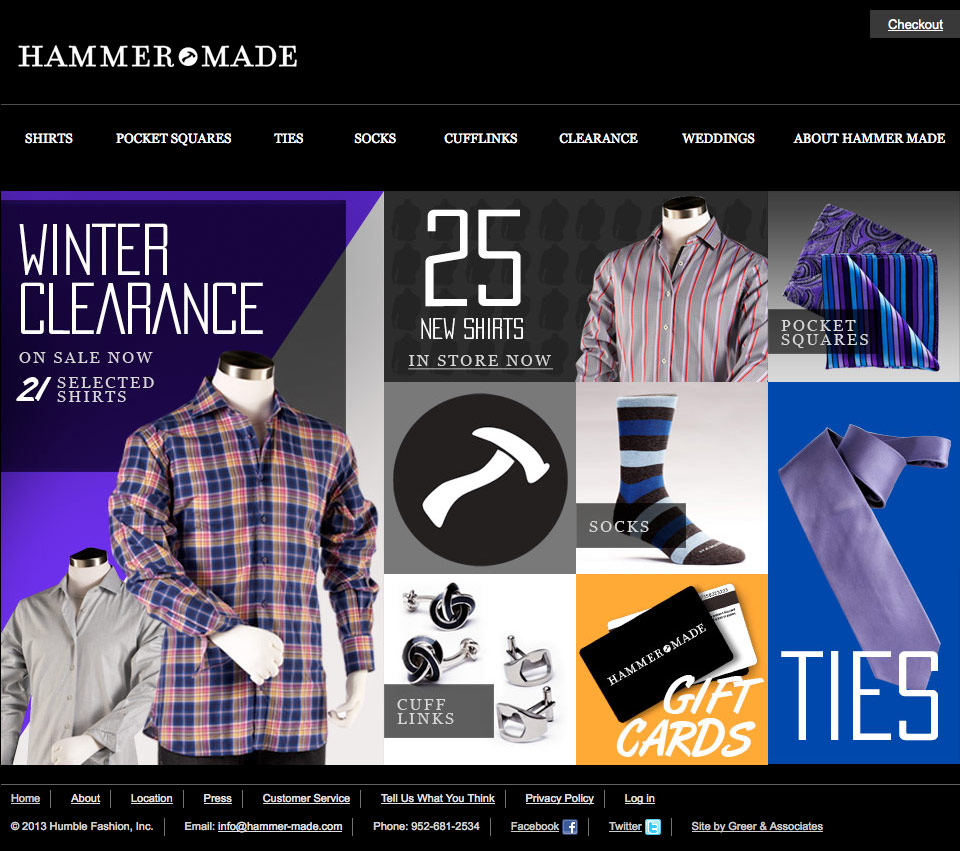 Checkout
HAMMER MADE
SHIRTS POCKET SQUARES TIES SOCKS CUFFLINKS CLEARANCE WEDDINGS ABOUT HAMMER MADE
WINTER
CLEARANCE
ON SALE NOW
21 SELECTED
SHIRTS
25
NEW SHIRTS
IN STORE NOW
POCKET
SQUARES
SOCKS
CUFF
LINKS
HAMMER MADE
GIFT
CARDS
TIES
Home About Location Press Customer Service Tell Us What You Think Privacy Policy Log in
© 2013 Humble Fashion, Inc. Email: info@hammer-made.com Phone: 952-681-2534 Facebook Twitter Site by Greer & Associates